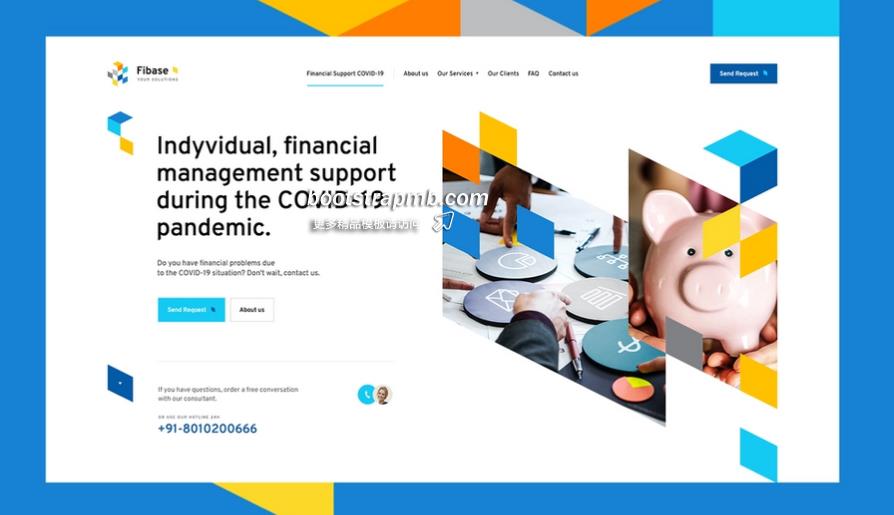 Fibase
YOUR SOLUTIONS
Financial Support COVID-19
About us
Our Services
Our Clients
FAQ
Contact us
Send Request
Indyvidual, financial
management support
during the COVID-19
pandemic.
bootstrapmb.com
更多精品模板请访问
Do you have financial problems due
to the COVID-19 situation? Don't wait, contact us.
Send Request
About us
If you have questions, order a free conversation
with our consultant.
OR USE OUR HOTLINE 24H
+91-8010200666